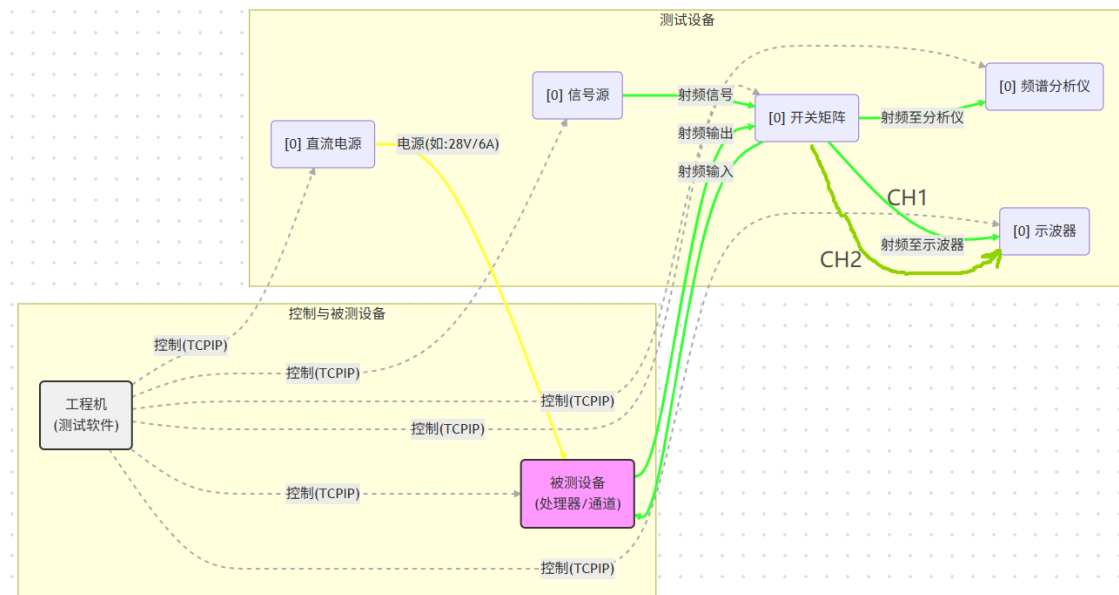 测试设备
[0] 频谱分析仪
[0] 信号源
射频信号
[0] 开关矩阵
射频至分析仪
[0] 直流电源
电源(如:28V/6A)
射频输出
射频输入
CH1
[0] 示波器
射频至示波器
CH2
控制与被测设备
控制(TCPIP)
控制(TCPIP)
工程机
(测试软件)
控制(TCPIP)
控制(TCPIP)
被测设备
(处理器/通道)
控制(TCPIP)
控制(TCPIP)